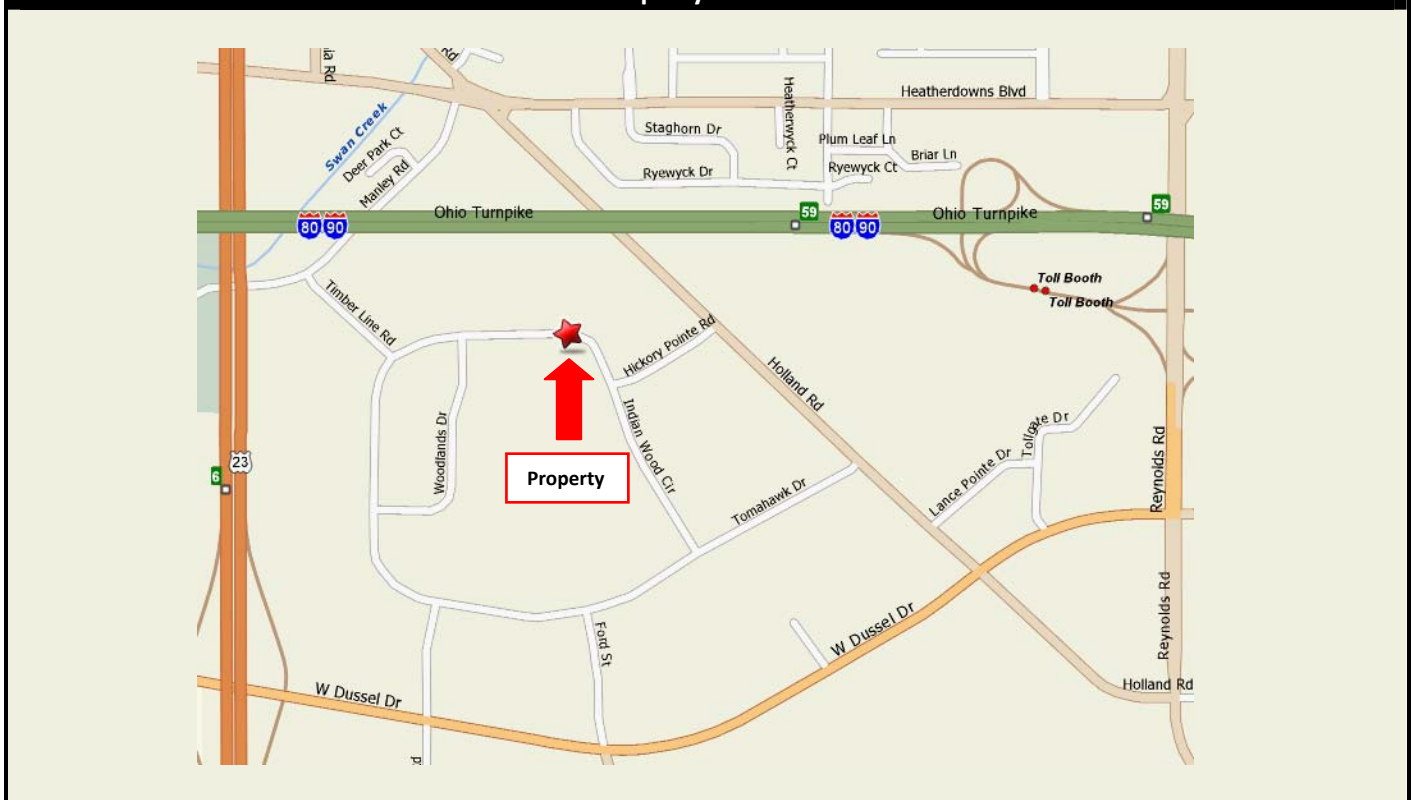 Rd
Heatherdowns Blvd
Swan Creek
Heatherwyck Ct
Staghorn Dr
Deer Park Ct
Plum Leaf Ln
Briar Ln
Manley Rd
Ryewyck Dr
Ryewyck Ct
Ohio Turnpike
59
Ohio Turnpike
59
80
90
80
90
Toll Booth
Toll Booth
Timber Line Rd
Hickory Pointe Rd
Holland Rd
Woodlands Dr
Indian Wood Cir
Tollgate Dr
23
6
Property
Lance Pointe Dr
Reynolds Rd
Tomahawk Dr
Reynolds Rd
W Dussel Dr
Ford St
Holland Rd
W Dussel Dr